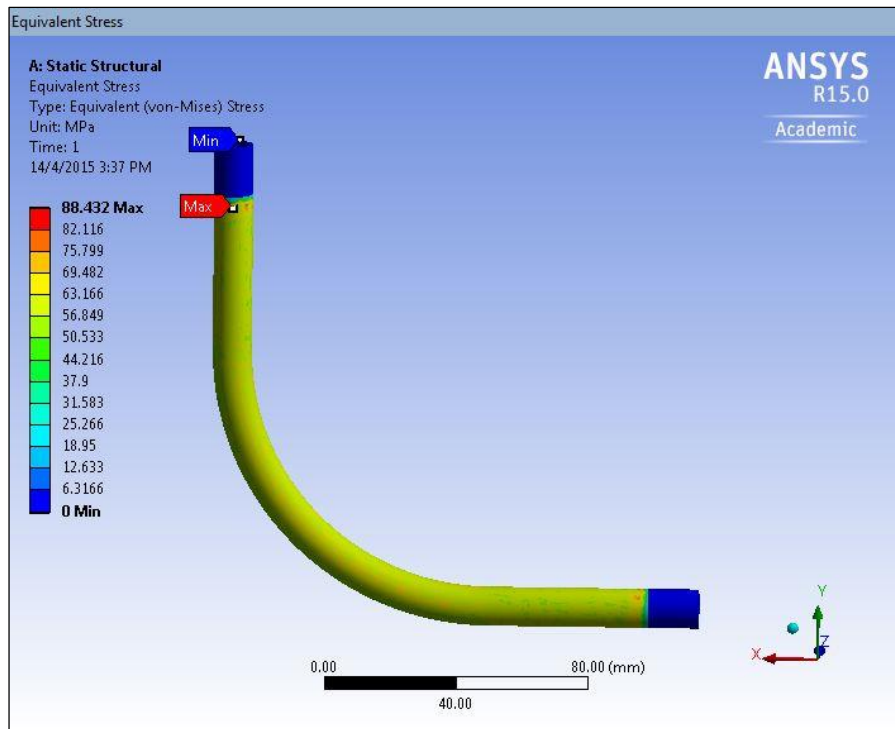 Equivalent Stress
A: Static Structural
Equivalent Stress
Type: Equivalent (von-Mises) Stress
Unit: MPa
Time: 1
14/4/2015 3:37 PM
ANSYS
R15.0
Academic
Min
Max
88.432 Max
82.116
75.799
69.482
63.166
56.849
50.533
44.216
37.9
31.583
25.266
18.95
12.633
6.3166
0 Min
0.00
80.00 (mm)
40.00
Y
X
Z